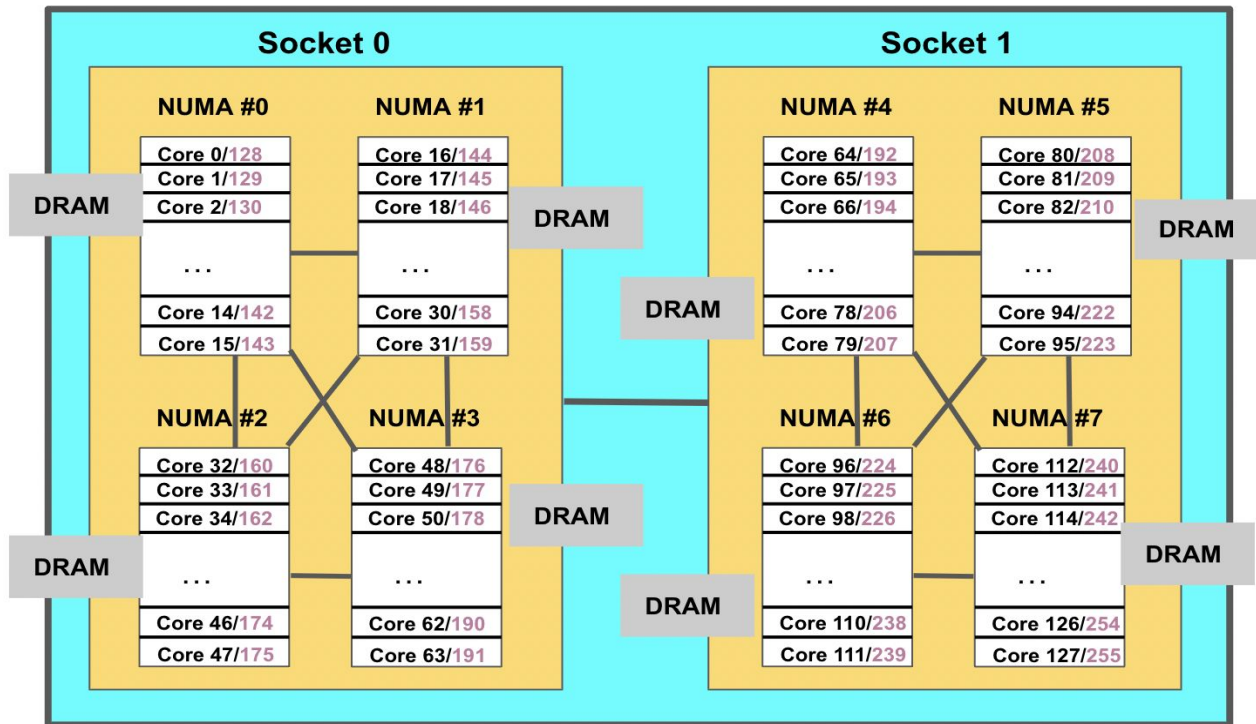 Socket 0
NUMA #0
Core 0/128
Core 1/129
Core 2/130
...
Core 14/142
Core 15/143
DRAM
NUMA #1
Core 16/144
Core 17/145
Core 18/146
...
Core 30/158
Core 31/159
DRAM
NUMA #2
Core 32/160
Core 33/161
Core 34/162
...
Core 46/174
Core 47/175
DRAM
NUMA #3
Core 48/176
Core 49/177
Core 50/178
...
Core 62/190
Core 63/191
DRAM
Socket 1
NUMA #4
Core 64/192
Core 65/193
Core 66/194
...
Core 78/206
Core 79/207
DRAM
NUMA #5
Core 80/208
Core 81/209
Core 82/210
...
Core 94/222
Core 95/223
DRAM
NUMA #6
Core 96/224
Core 97/225
Core 98/226
...
Core 110/238
Core 111/239
DRAM
NUMA #7
Core 112/240
Core 113/241
Core 114/242
...
Core 126/254
Core 127/255
DRAM